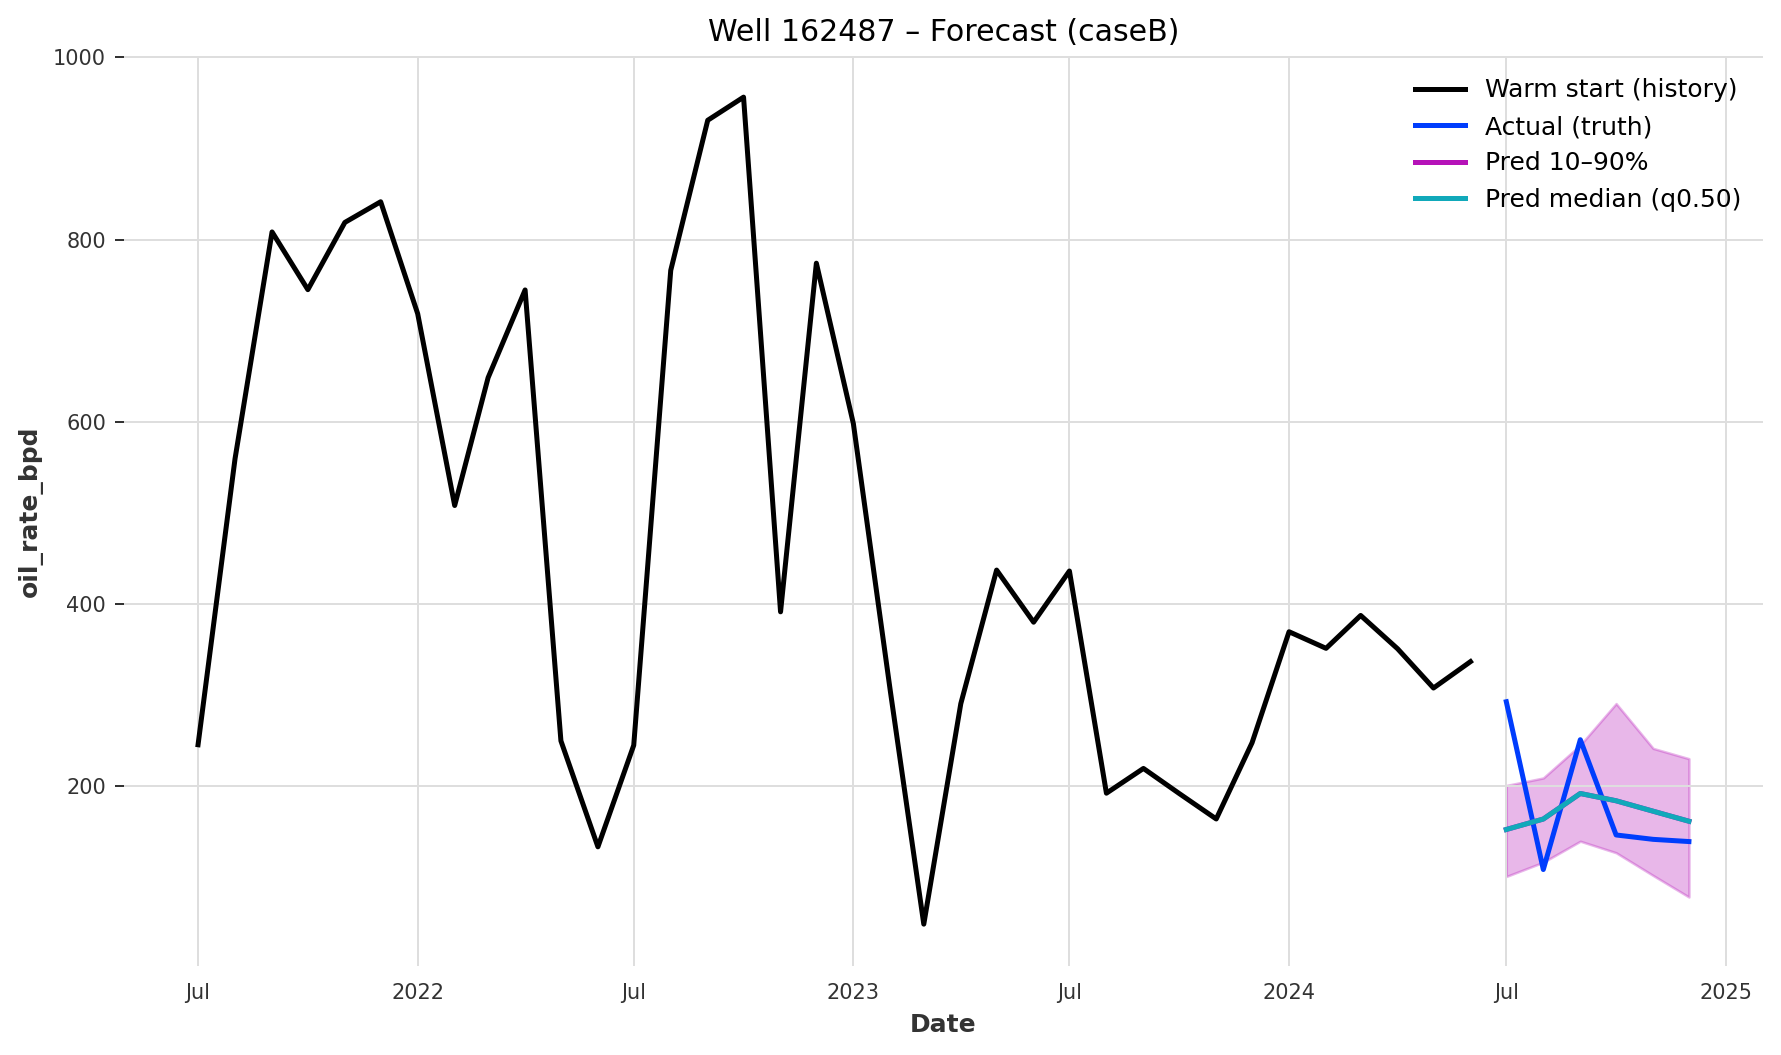 Well 162487 – Forecast (caseB)
1000
800
600
400
200
oil_rate_bpd
Warm start (history)
Actual (truth)
Pred 10–90%
Pred median (q0.50)
Jul
2022
Jul
2023
Jul
2024
Jul
2025
Date